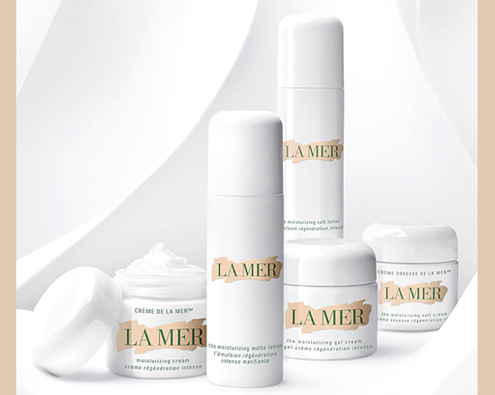 LA MER
the moisturizing soft lotion
émulsion régénération intense
CRÈME DE LA MER™
LA MER
moisturizing cream
crème régénération intense
LA MER
the moisturizing matte lotion
l'émulsion régénération
intense matifiante
LA MER
the moisturizing gel cream
gel-crème régénération intense
CRÈME SOYEUSE DE LA MER™
LA MER
the moisturizing soft cream
crème soyeuse régénération